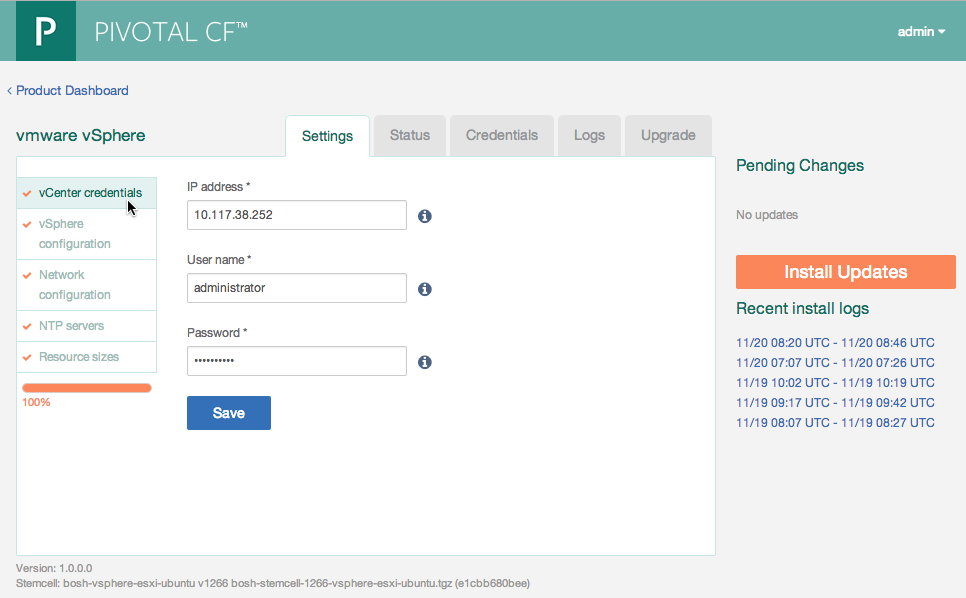 P PIVOTAL CF™
admin
‹ Product Dashboard
vmware vSphere
Settings Status Credentials Logs Upgrade
vCenter credentials
vSphere
configuration
Network
configuration
NTP servers
Resource sizes
100%
IP address *
10.117.38.252
User name *
administrator
Password *
••••••••••
Save
Pending Changes
No updates
Install Updates
Recent install logs
11/20 08:20 UTC - 11/20 08:46 UTC
11/20 07:07 UTC - 11/20 07:26 UTC
11/19 10:02 UTC - 11/19 10:19 UTC
11/19 09:17 UTC - 11/19 09:42 UTC
11/19 08:07 UTC - 11/19 08:27 UTC
Version: 1.0.0.0
Stemcell: bosh-vsphere-esxi-ubuntu v1266 bosh-stemcell-1266-vsphere-esxi-ubuntu.tgz (e1cbb680bee)